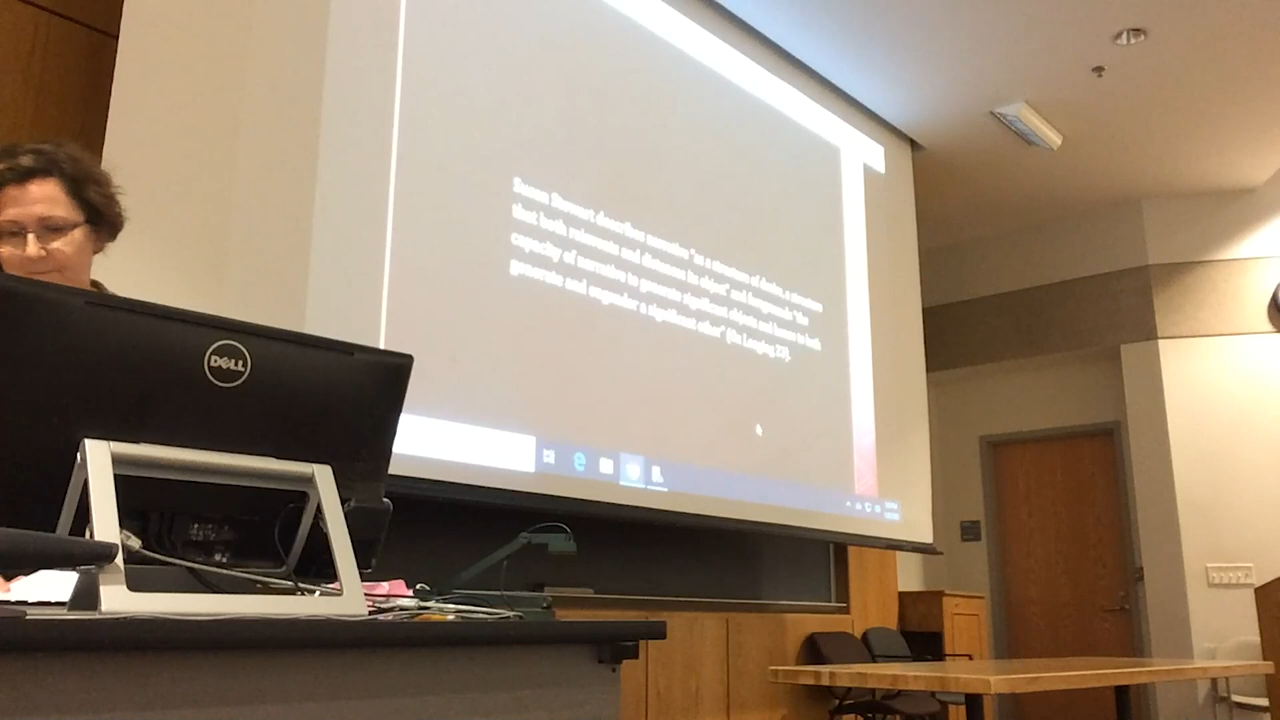 Susan Stewart describes narrative "as a structure of desire, a structure
that both reinvents and distances its object" and foregrounds "the
capacity of narrative to generate significant objects and hence to both
generate and engender a significant other" (On Longing 23).
DELL